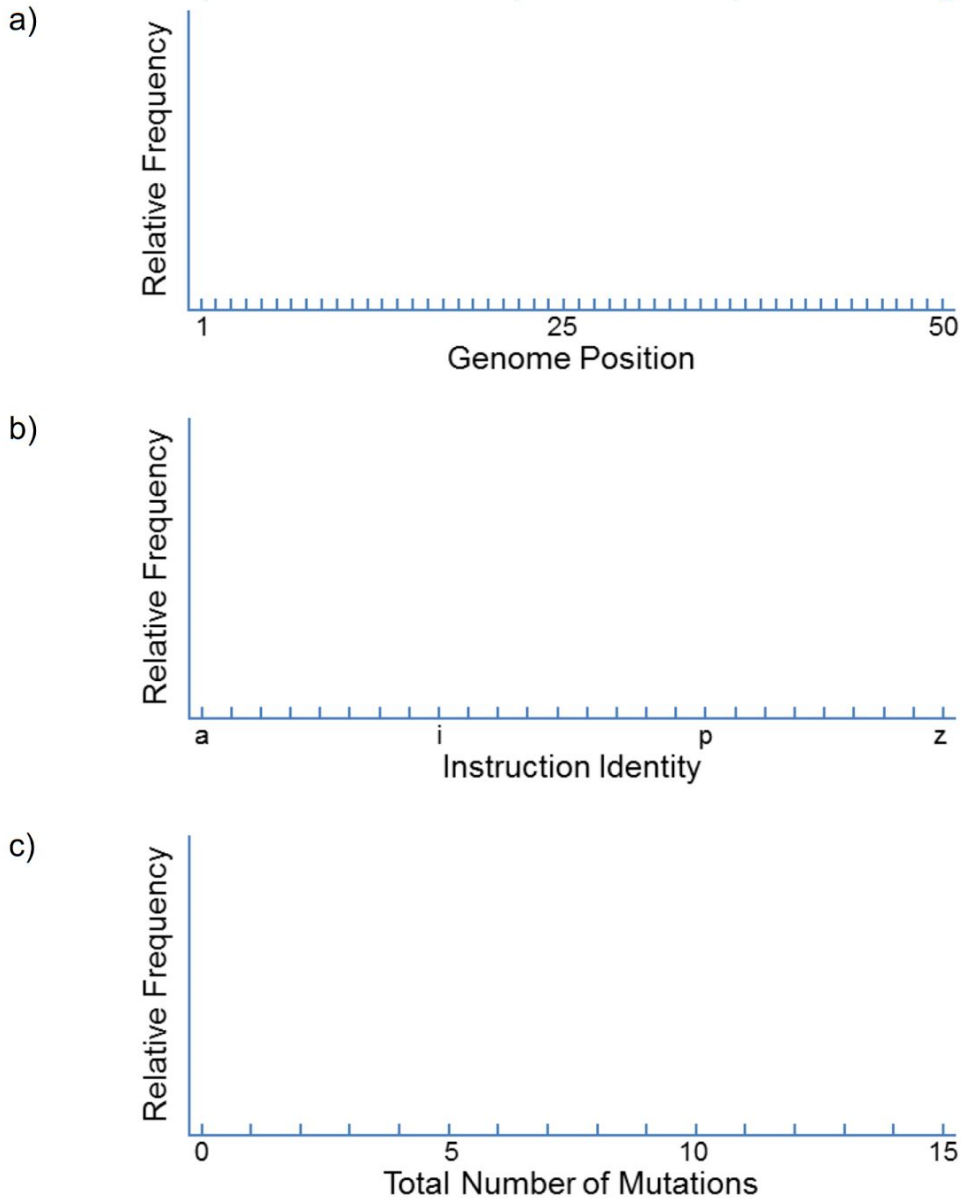 a)
Relative Frequency
1 25 50
Genome Position
b)
Relative Frequency
a i p z
Instruction Identity
c)
Relative Frequency
0 5 10 15
Total Number of Mutations